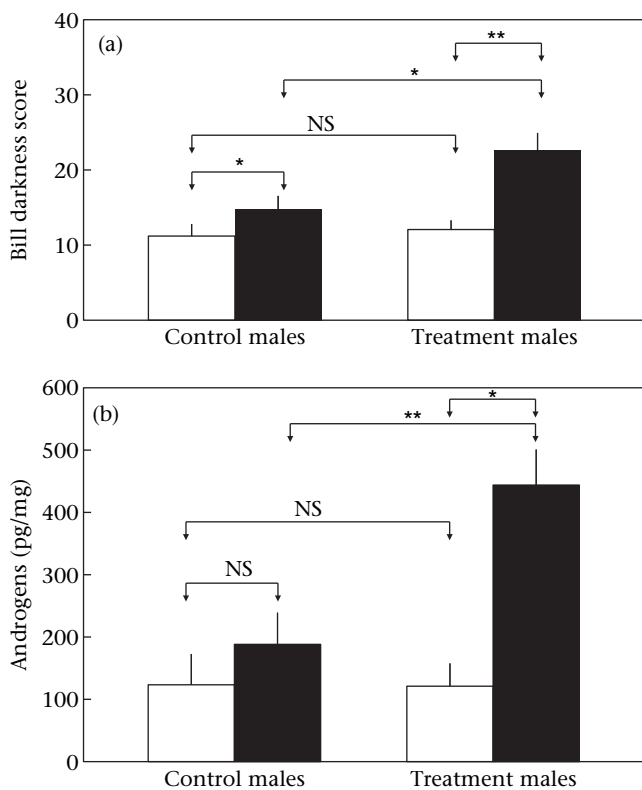 (a)
Bill darkness score
40
30
20
10
0
**
*
NS
*
Control males
Treatment males
(b)
Androgens (pg/mg)
600
500
400
300
200
100
0
*
**
NS
NS
Control males
Treatment males